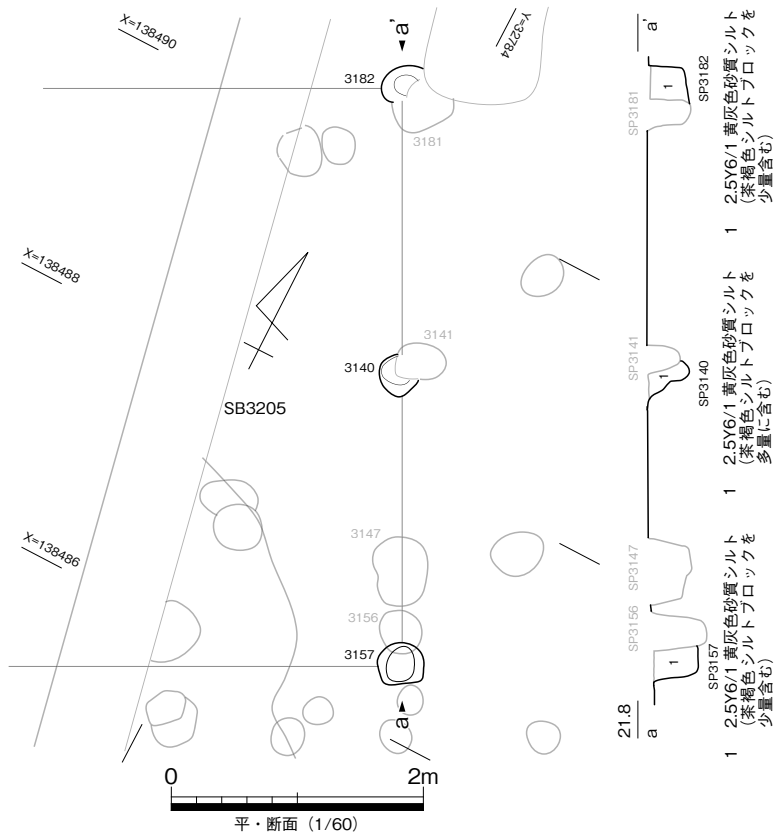 X=138490
Y=32784
a'
3182
3181
X=138488
3141
3140
SB3205
X=138486
3147
3156
3157
a
0
2m
平・断面（1/60）
a'
SP3181
SP3182
1 2.5Y6/1 黄灰色砂質シルト
(茶褐色シルトブロックを
少量含む)
SP3141
1
SP3140
1 2.5Y6/1 黄灰色砂質シルト
(茶褐色シルトブロックを
多量に含む)
SP3147
SP3156
1
SP3157
1 2.5Y6/1 黄灰色砂質シルト
(茶褐色シルトブロックを
少量含む)
21.8
a
1